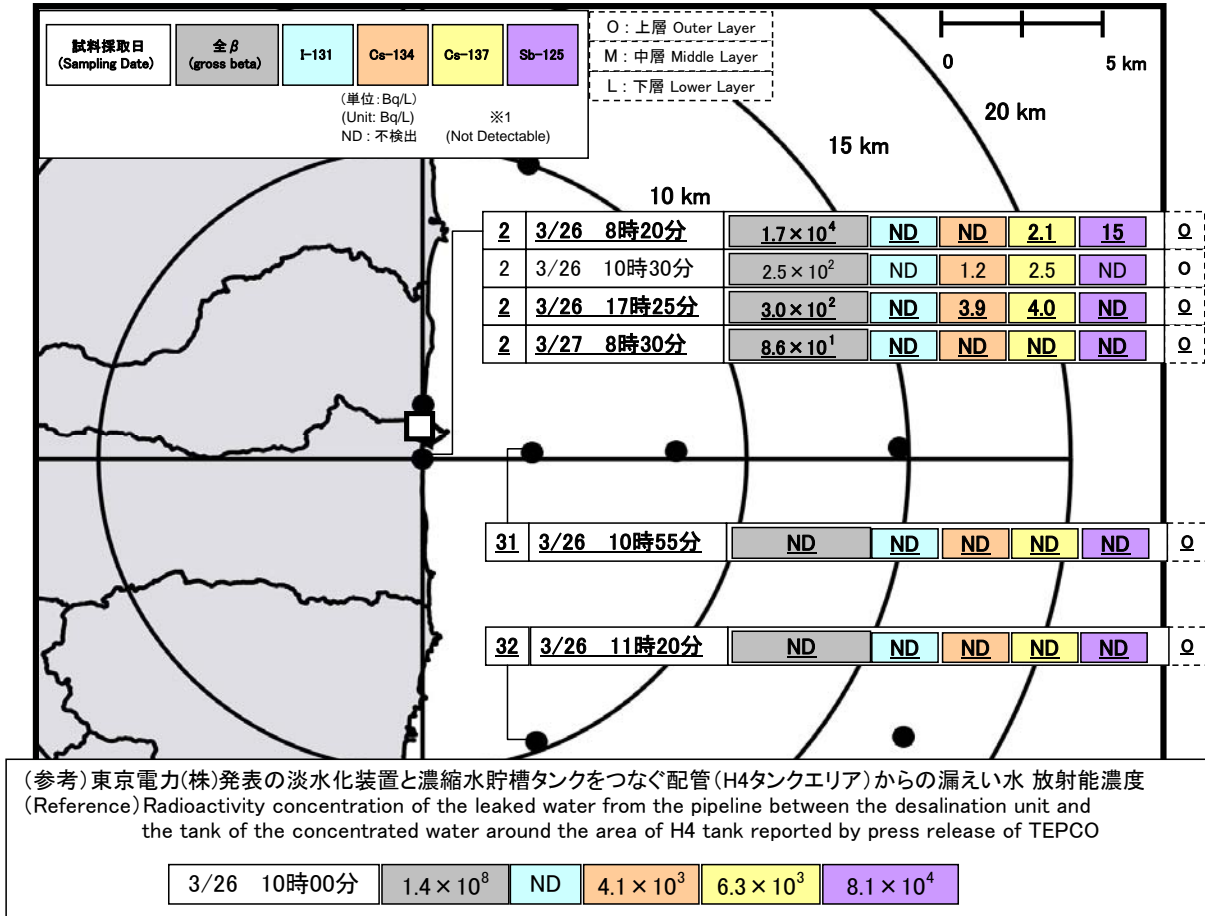 試料採取日
(Sampling Date)
全β
(gross beta)
I-131
Cs-134
Cs-137
Sb-125
(単位:Bq/L)
(Unit: Bq/L)
ND : 不検出
※1
(Not Detectable)
O : 上層 Outer Layer
M : 中層 Middle Layer
L : 下層 Lower Layer
0 5 km
20 km
15 km
10 km
2 3/26 8時20分 1.7×10⁴ ND ND 2.1 15 O
2 3/26 10時30分 2.5×10² ND 1.2 2.5 ND O
2 3/26 17時25分 3.0×10² ND 3.9 4.0 ND O
2 3/27 8時30分 8.6×10¹ ND ND ND ND O
31 3/26 10時55分 ND ND ND ND ND O
32 3/26 11時20分 ND ND ND ND ND O
(参考)東京電力(株)発表の淡水化装置と濃縮水貯槽タンクをつなぐ配管(H4タンクエリア)からの漏えい水 放射能濃度
(Reference)Radioactivity concentration of the leaked water from the pipeline between the desalination unit and
the tank of the concentrated water around the area of H4 tank reported by press release of TEPCO
3/26 10時00分 1.4×10⁸ ND 4.1×10³ 6.3×10³ 8.1×10⁴